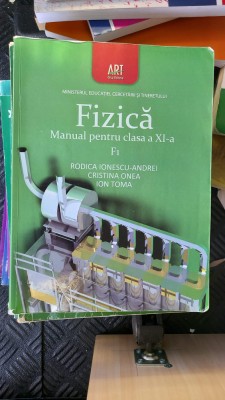 ART
MINISTERUL EDUCAȚIEI, CERCETĂRII ȘI TINERETULUI
Fizică
Manual pentru clasa a XI-a
F1
RODICA IONESCU-ANDREI
CRISTINA ONEA
ION TOMA